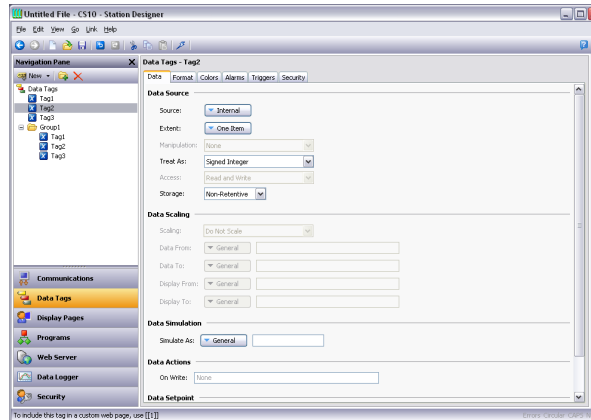 Untitled File - CS10 - Station Designer
File Edit View Go Link Help
Navigation Pane X
New
Data Tags
Tag1
Tag2
Tag3
Group1
Tag1
Tag2
Tag3
Communications
Data Tags
Display Pages
Programs
Web Server
Data Logger
Security
Data Tags - Tag2
Data Format Colors Alarms Triggers Security
Data Source
Source: Internal
Extent: One Item
Manipulation: None
Treat As: Signed Integer
Access: Read and Write
Storage: Non-Retentive
Data Scaling
Scaling: Do Not Scale
Data From: General
Data To: General
Display From: General
Display To: General
Data Simulation
Simulate As: General
Data Actions
On Write: None
Data Setpoint
To include this tag in a custom web page, use [[1]]
Errors Circular CAPS